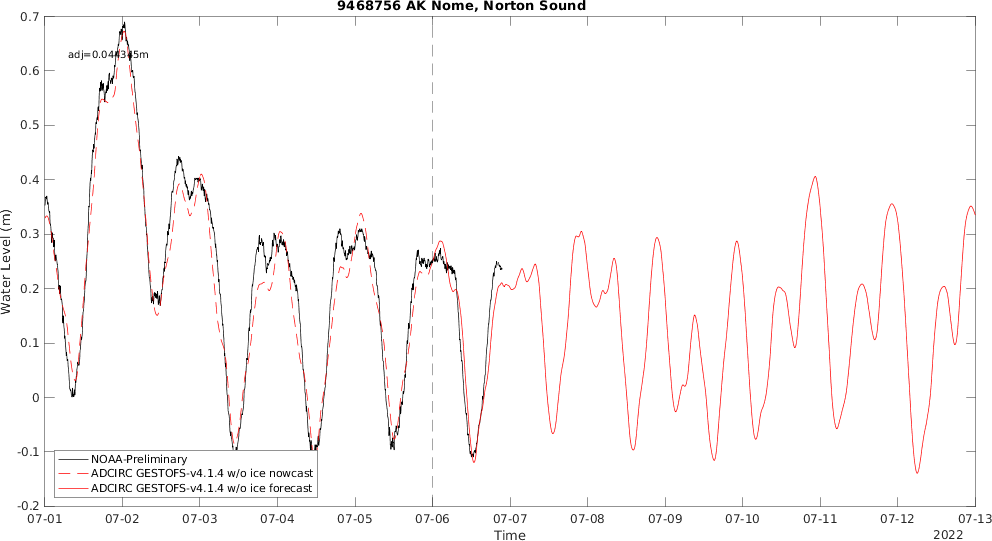 9468756 AK Nome, Norton Sound
0.7
0.6
0.5
0.4
0.3
0.2
0.1
0
-0.1
-0.2
Water Level (m)
NOAA-Preliminary
ADCIRC GESTOFS-v4.1.4 w/o ice nowcast
ADCIRC GESTOFS-v4.1.4 w/o ice forecast
07-01 07-02 07-03 07-04 07-05 07-06 07-07 07-08 07-09 07-10 07-11 07-12 07-13
Time
2022